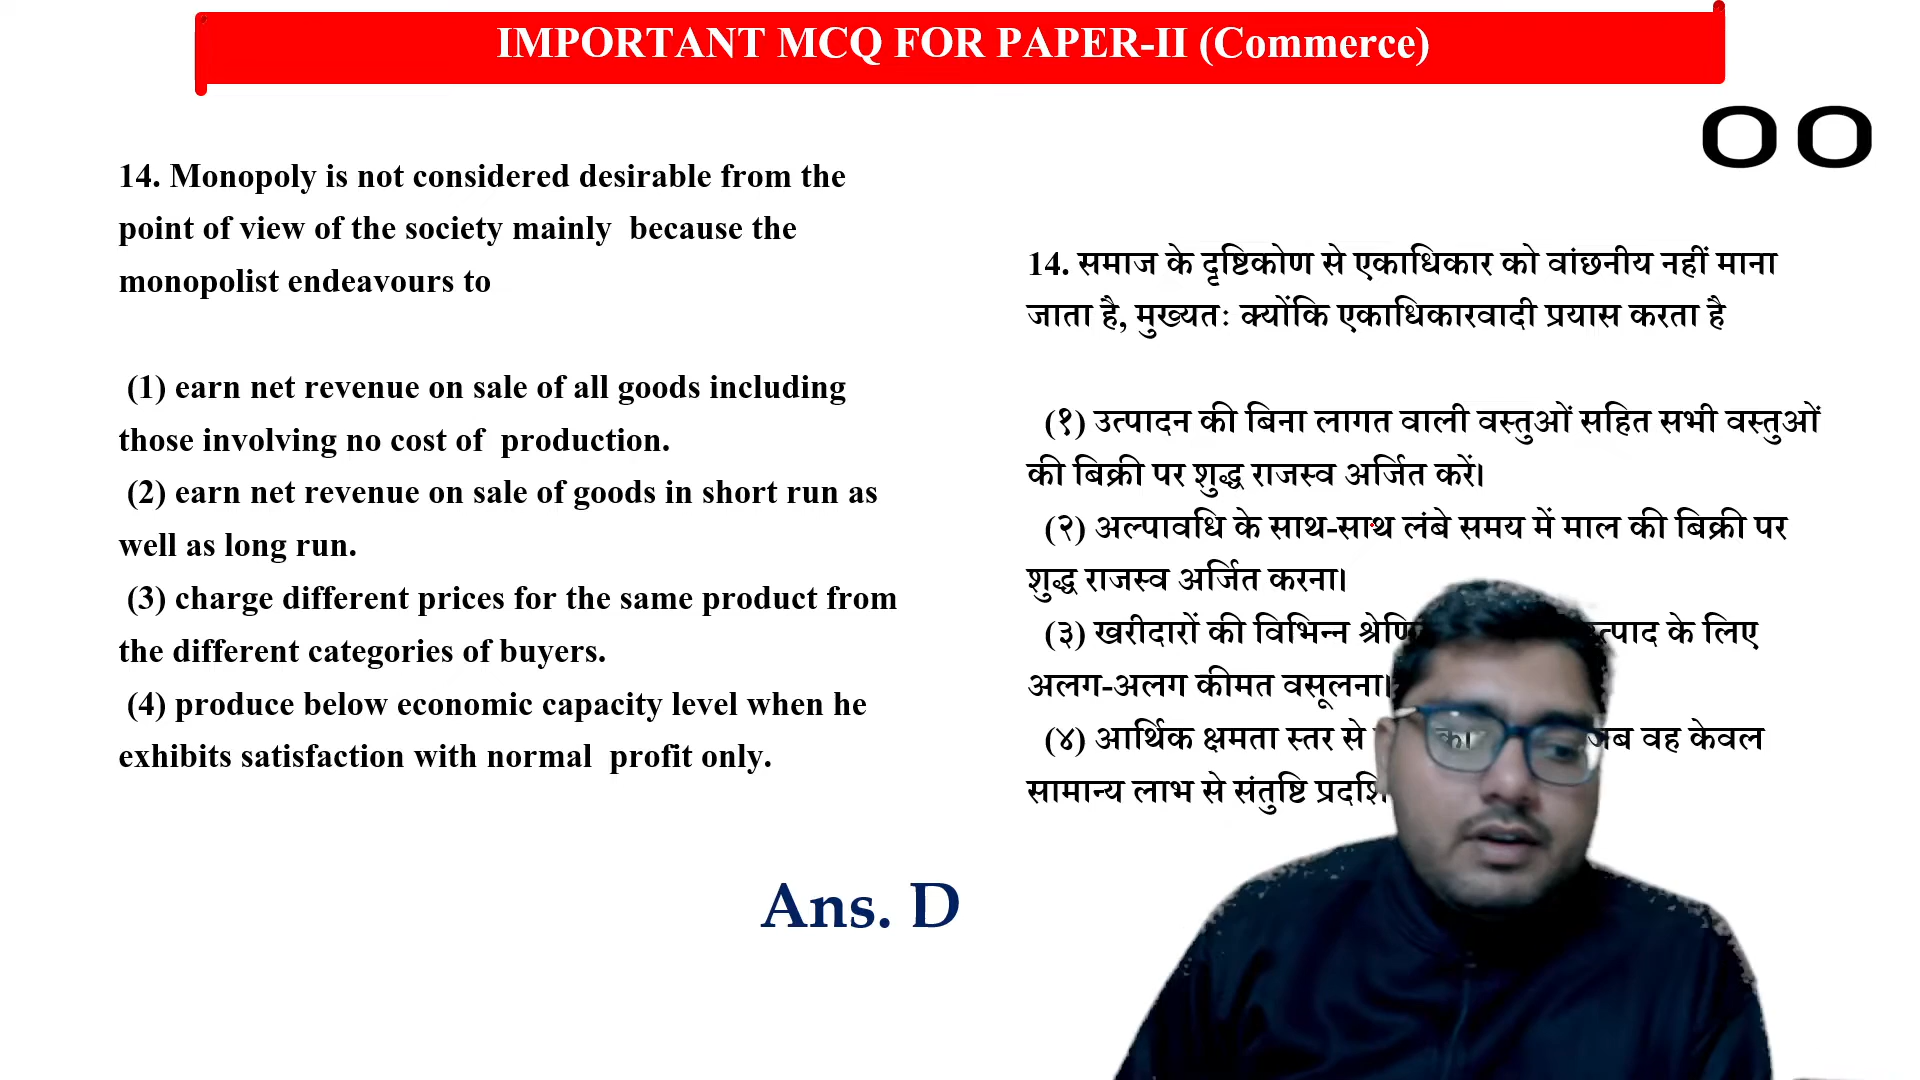 IMPORTANT MCQ FOR PAPER-II (Commerce)
00
14. Monopoly is not considered desirable from the
point of view of the society mainly because the
monopolist endeavours to
(1) earn net revenue on sale of all goods including
those involving no cost of production.
(2) earn net revenue on sale of goods in short run as
well as long run.
(3) charge different prices for the same product from
the different categories of buyers.
(4) produce below economic capacity level when he
exhibits satisfaction with normal profit only.
14. समाज के दृष्टिकोण से एकाधिकार को वांछनीय नहीं माना
जाता है, मुख्यतः क्योंकि एकाधिकारवादी प्रयास करता है
(१) उत्पादन की बिना लागत वाली वस्तुओं सहित सभी वस्तुओं
की बिक्री पर शुद्ध राजस्व अर्जित करें।
(२) अल्पावधि के साथ-साथ लंबे समय में माल की बिक्री पर
शुद्ध राजस्व अर्जित करना।
(३) खरीदारों की विभिन्न के लिए
अलग-अलग कीमत वसूलना।
(४) आर्थिक क्षमता स्तर से वह केवल
सामान्य लाभ से संतुष्टि
Ans. D